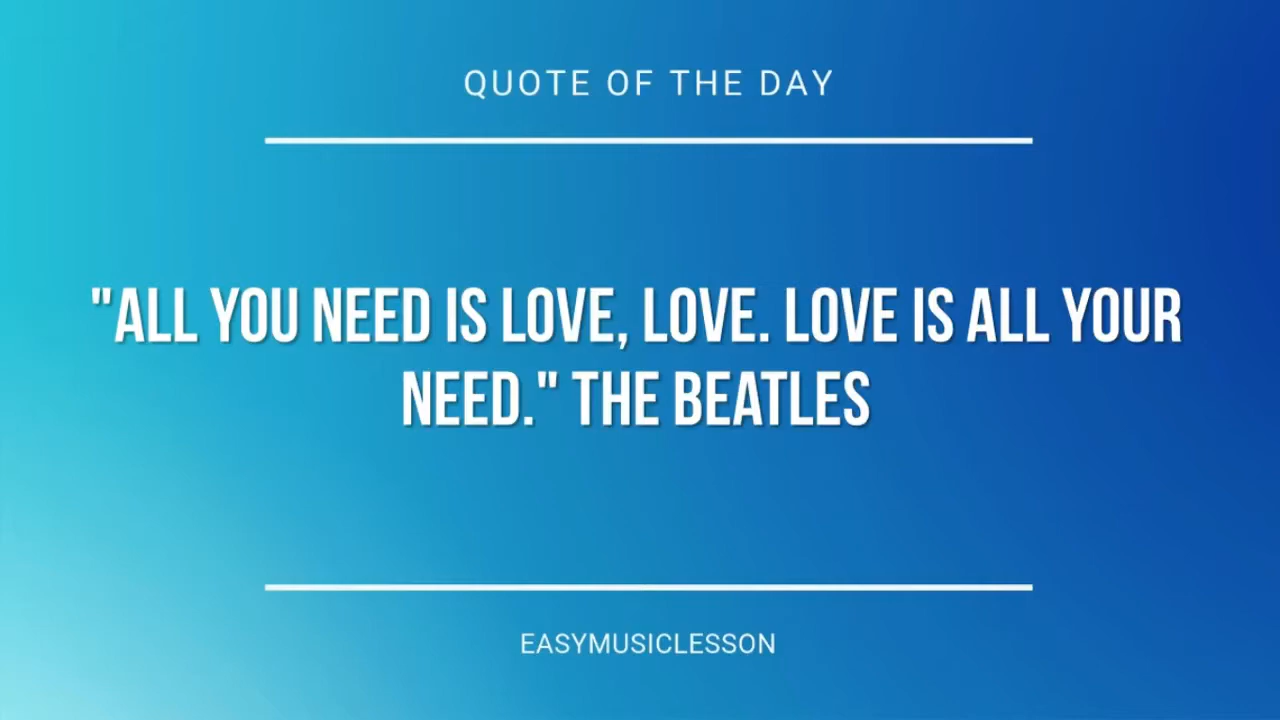 QUOTE OF THE DAY
"ALL YOU NEED IS LOVE, LOVE. LOVE IS ALL YOUR
NEED." THE BEATLES
EASYMUSICLESSON